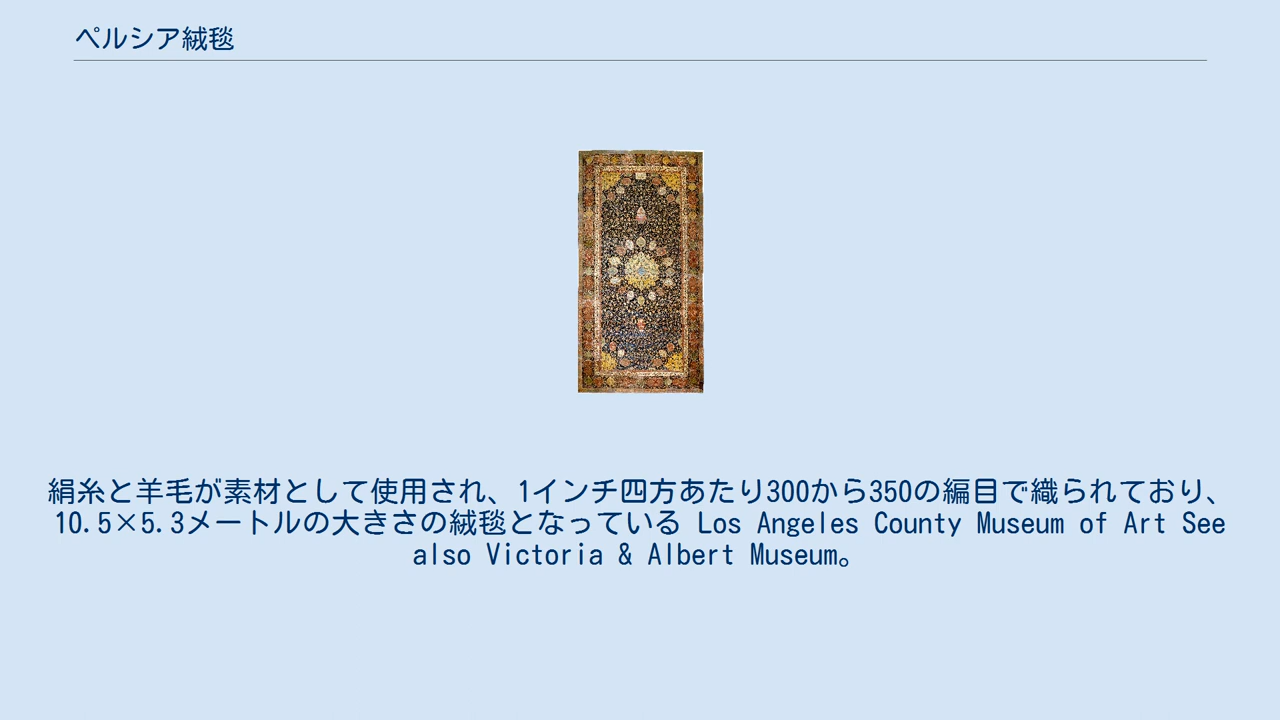 ペルシア絨毯
絹糸と羊毛が素材として使用され、1インチ四方あたり300から350の編目で織られており、
10.5×5.3メートルの大きさの絨毯となっている Los Angeles County Museum of Art See
also Victoria & Albert Museum。